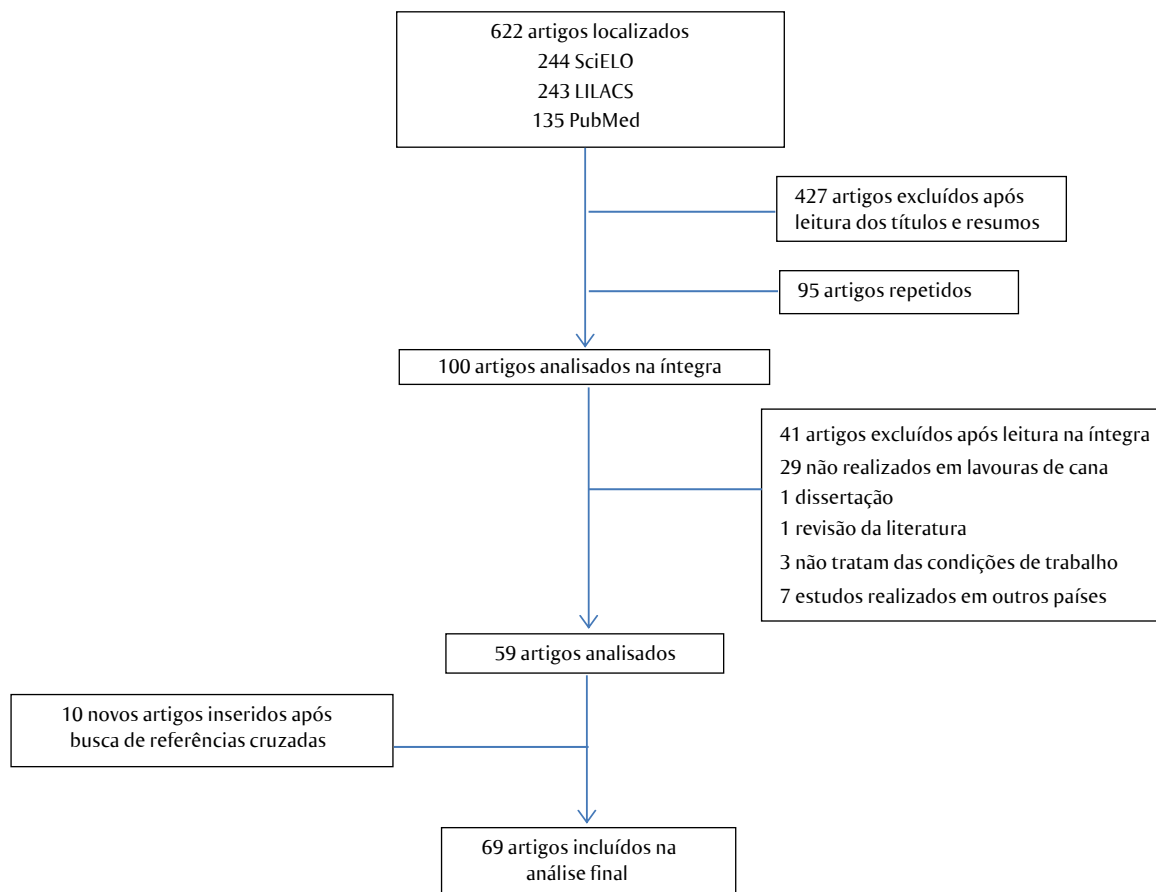 622 artigos localizados
244 SciELO
243 LILACS
135 PubMed
427 artigos excluídos após
leitura dos títulos e resumos
95 artigos repetidos
100 artigos analisados na íntegra
41 artigos excluídos após leitura na íntegra
29 não realizados em lavouras de cana
1 dissertação
1 revisão da literatura
3 não tratam das condições de trabalho
7 estudos realizados em outros países
59 artigos analisados
10 novos artigos inseridos após
busca de referências cruzadas
69 artigos incluídos na
análise final